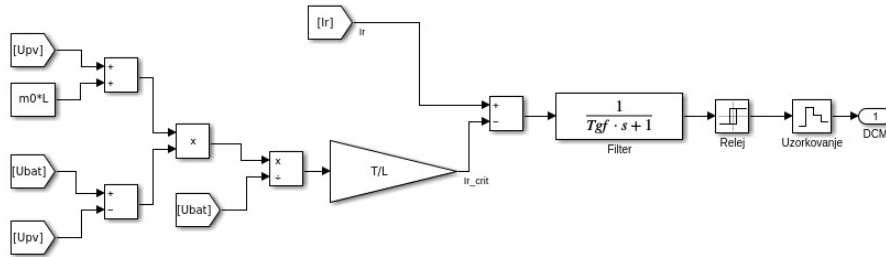 [Ir]
Ir
[Upv]
+
+
m0*L
x
[Ubat]
+
−
[Upv]
x
÷
[Ubat]
T/L
Ir_crit
+
−
1
Tgf · s + 1
Filter
Relej
Uzorkovanje
1
DCM